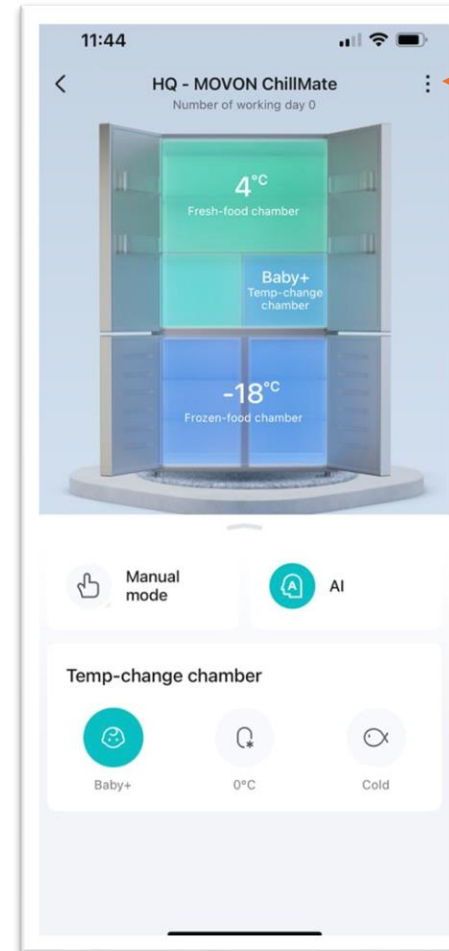 11:44
HQ - MOVON ChillMate
Number of working day 0
4°C
Fresh-food chamber
Baby+
Temp-change
chamber
-18°C
Frozen-food chamber
Manual
mode
AI
Temp-change chamber
Baby+
0°C
Cold